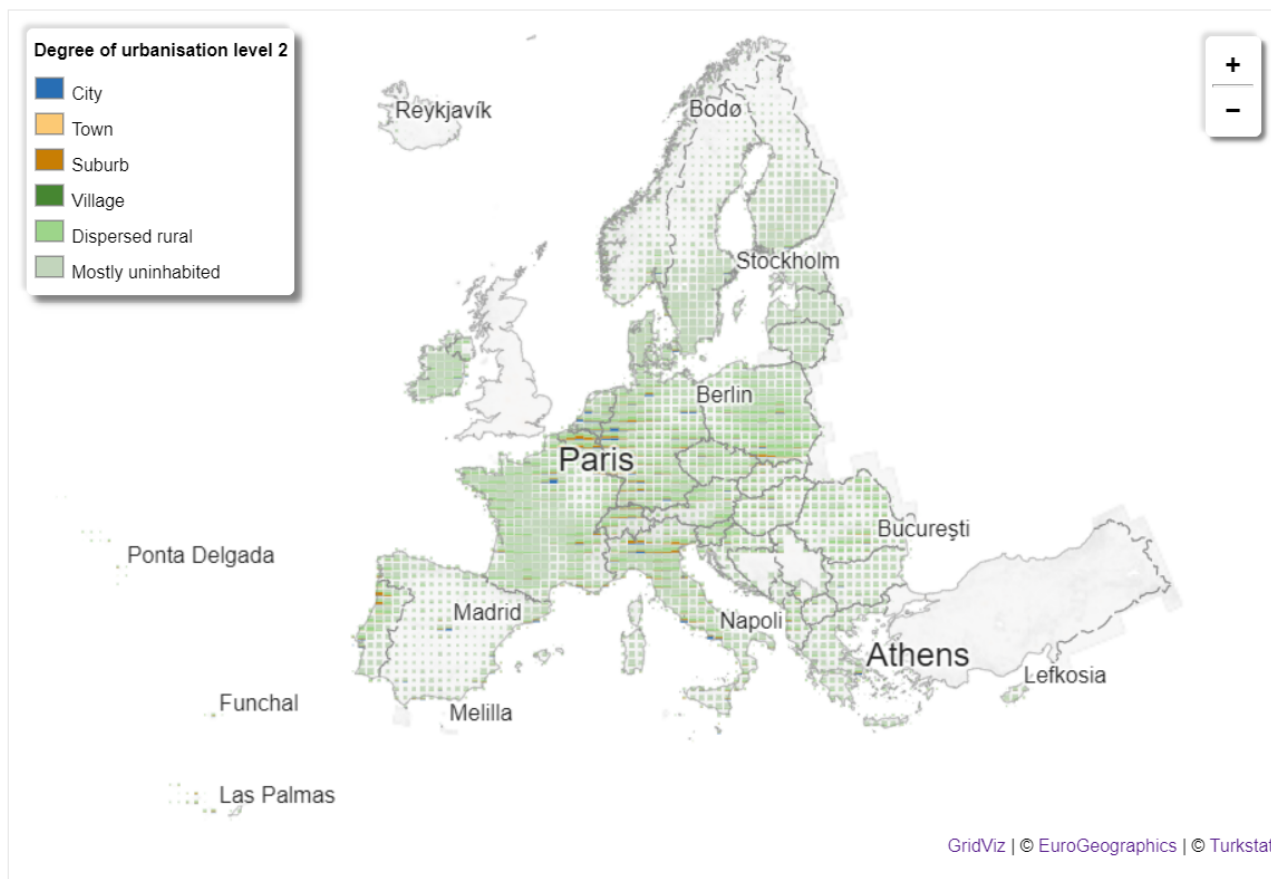 Degree of urbanisation level 2
City
Town
Suburb
Village
Dispersed rural
Mostly uninhabited
+
−
Reykjavík
Bodø
Stockholm
Berlin
Paris
Bucureşti
Ponta Delgada
Madrid
Napoli
Athens
Lefkosia
Funchal
Melilla
Las Palmas
GridViz | © EuroGeographics | © Turkstat